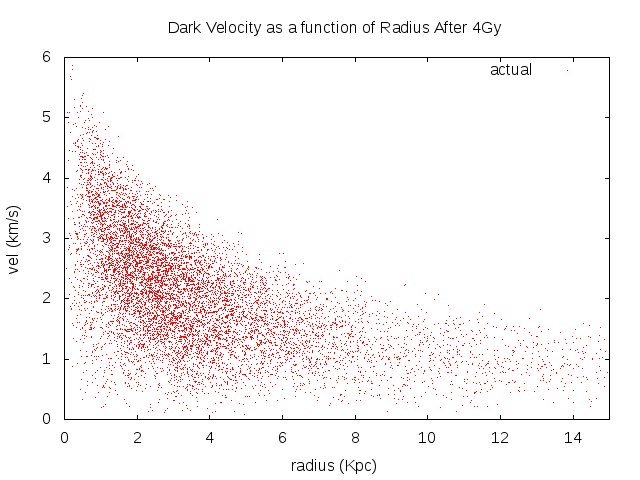 Dark Velocity as a function of Radius After 4Gy
actual
6
5
4
3
2
1
0
vel (km/s)
0 2 4 6 8 10 12 14
radius (Kpc)